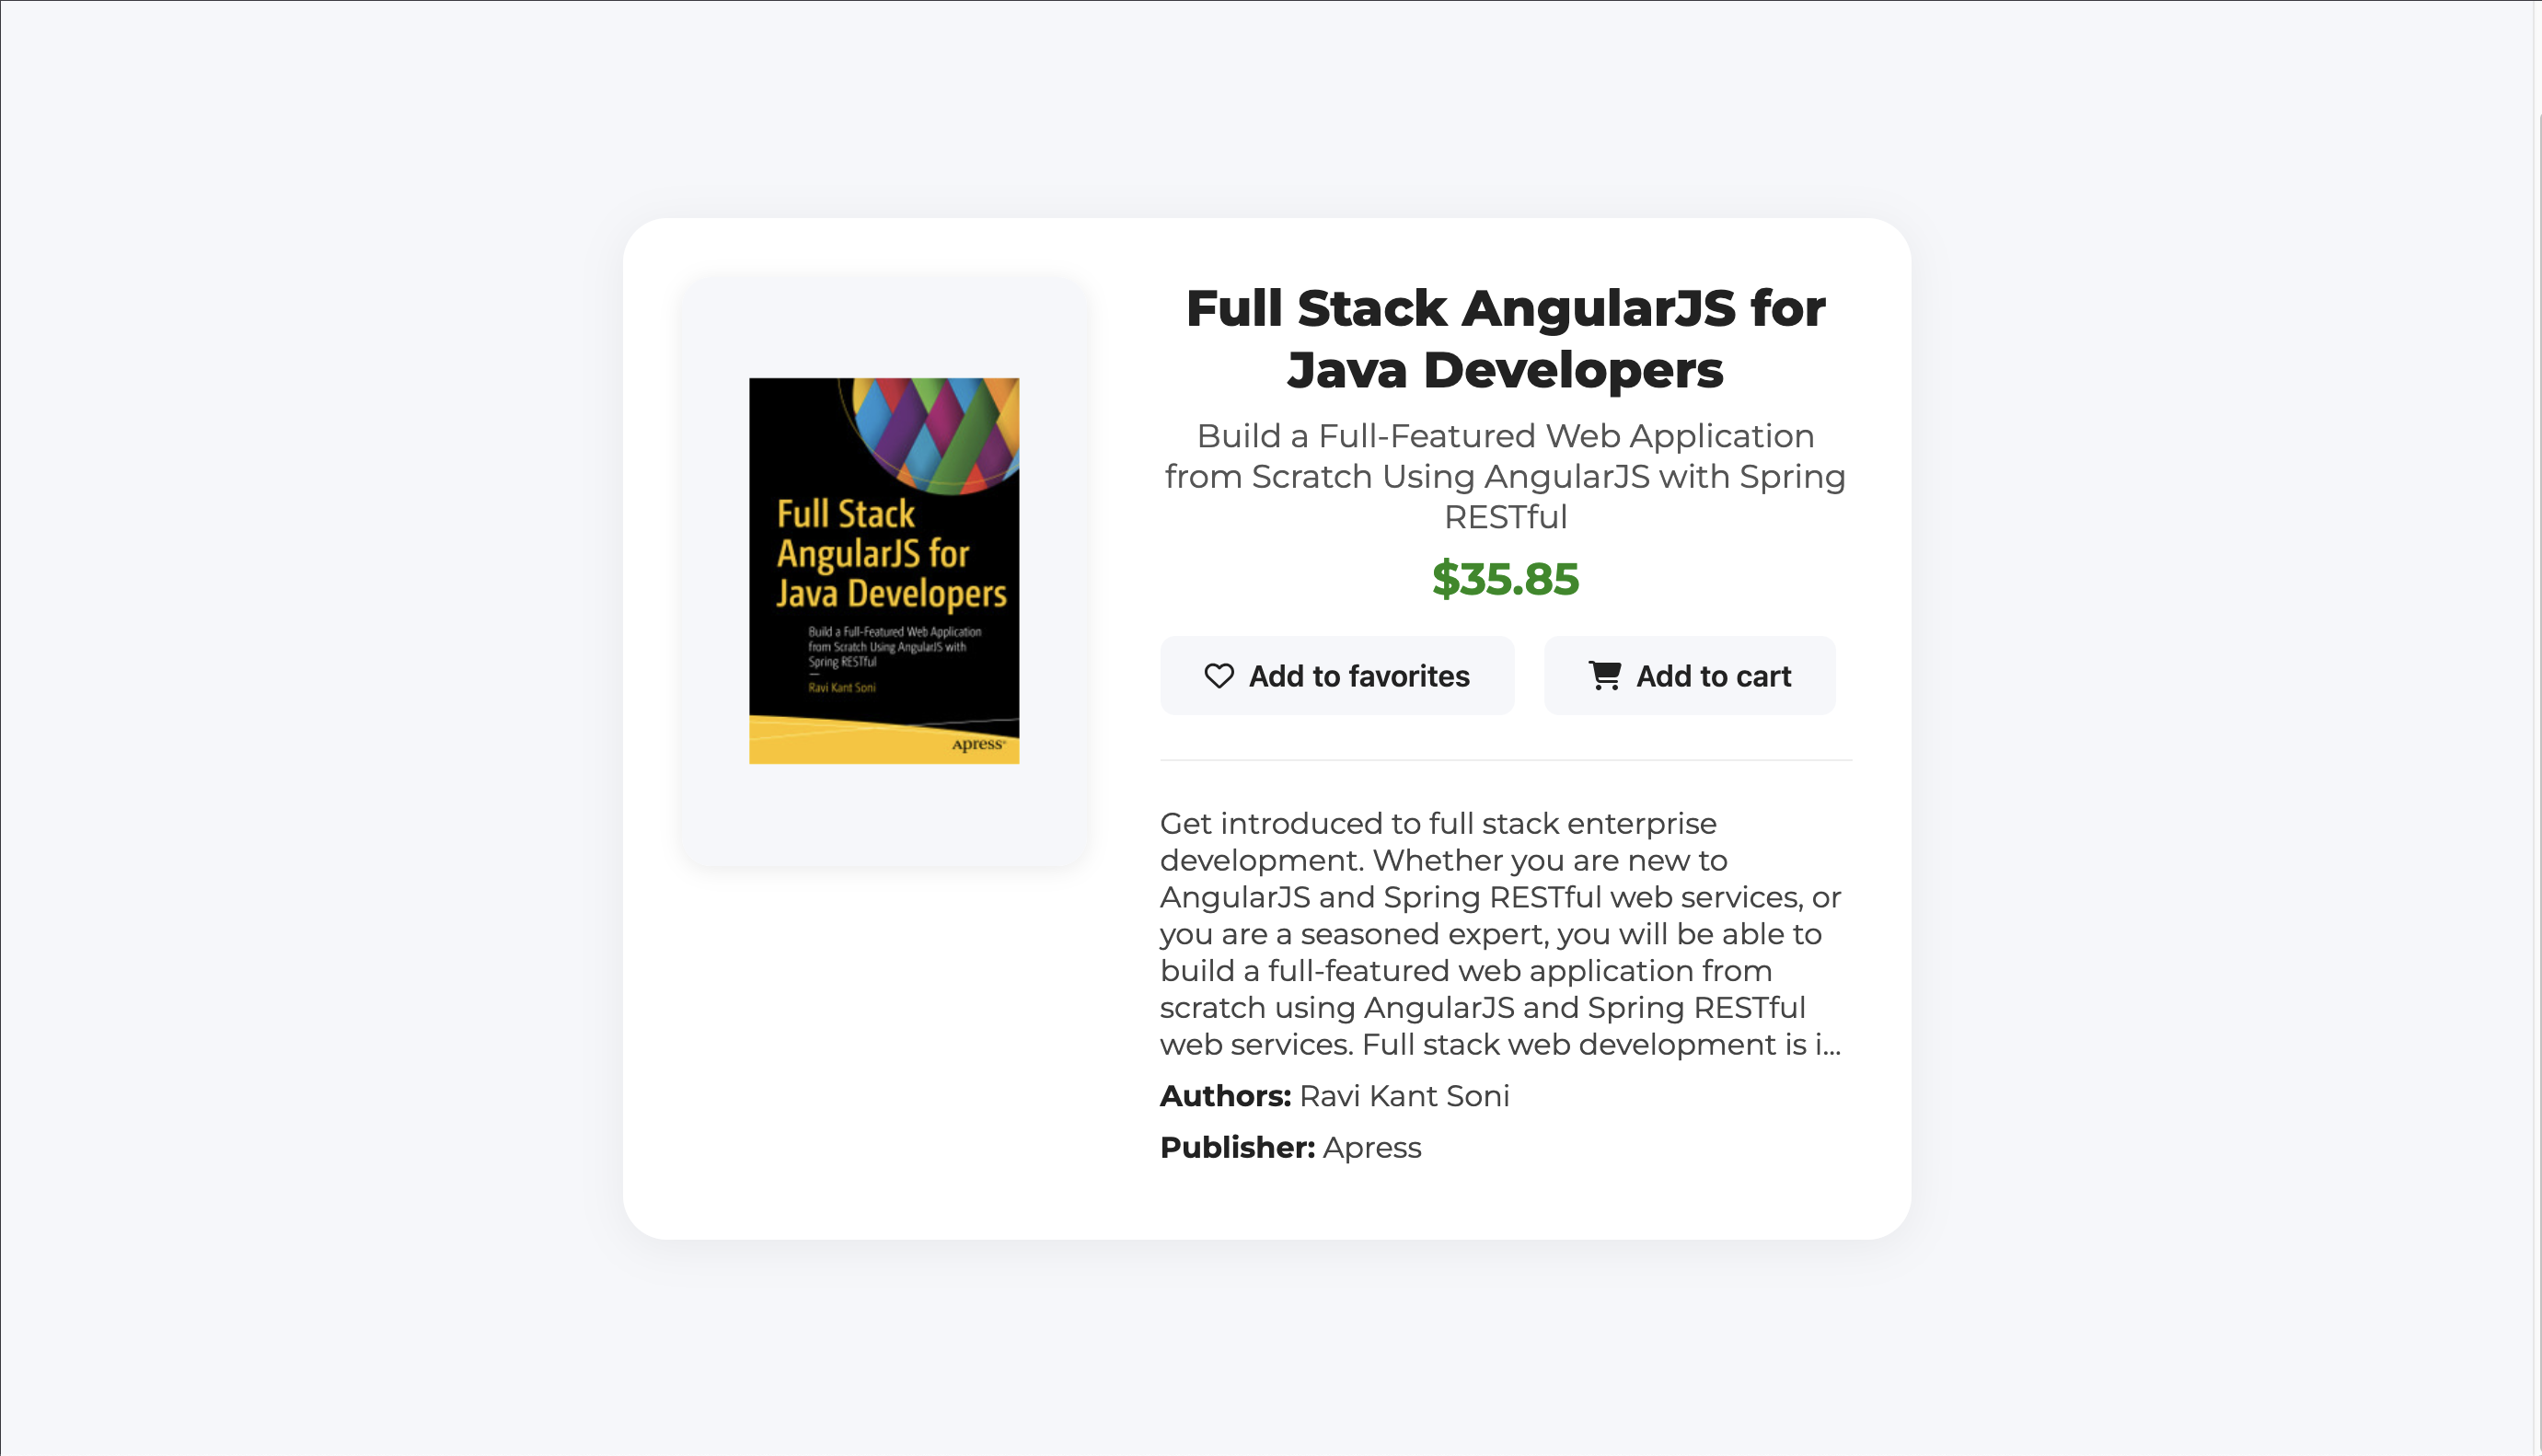 Full Stack
AngularJS for
Java Developers
Build a Full-Featured Web Application
from Scratch Using AngularJS with
Spring RESTful
Ravi Kant Soni
Apress®
Full Stack AngularJS for
Java Developers
Build a Full-Featured Web Application
from Scratch Using AngularJS with Spring
RESTful
$35.85
Add to favorites
Add to cart
Get introduced to full stack enterprise
development. Whether you are new to
AngularJS and Spring RESTful web services, or
you are a seasoned expert, you will be able to
build a full-featured web application from
scratch using AngularJS and Spring RESTful
web services. Full stack web development is i...
Authors: Ravi Kant Soni
Publisher: Apress